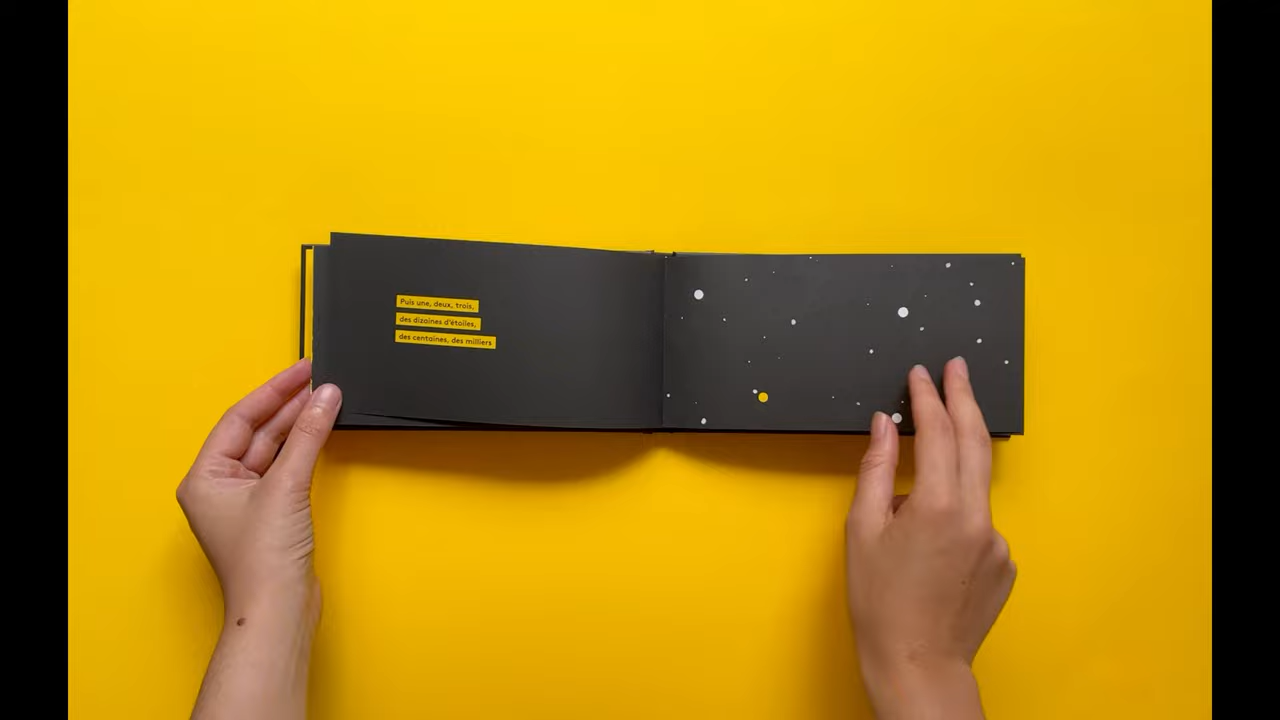 Puis une, deux, trois,
des dizaines d'étoiles,
des centaines, des milliers